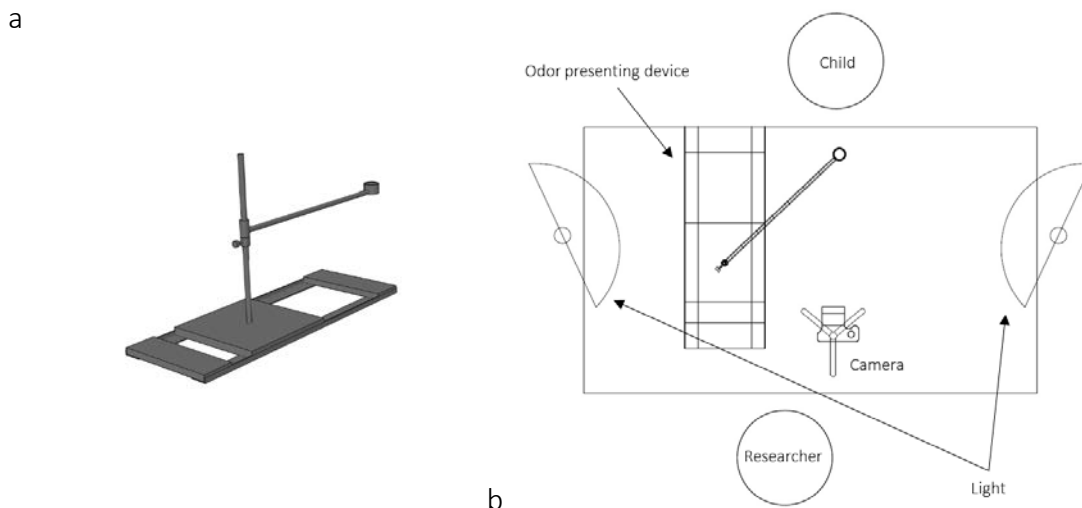 a
Child
Odor presenting device
Camera
Researcher
b
Light